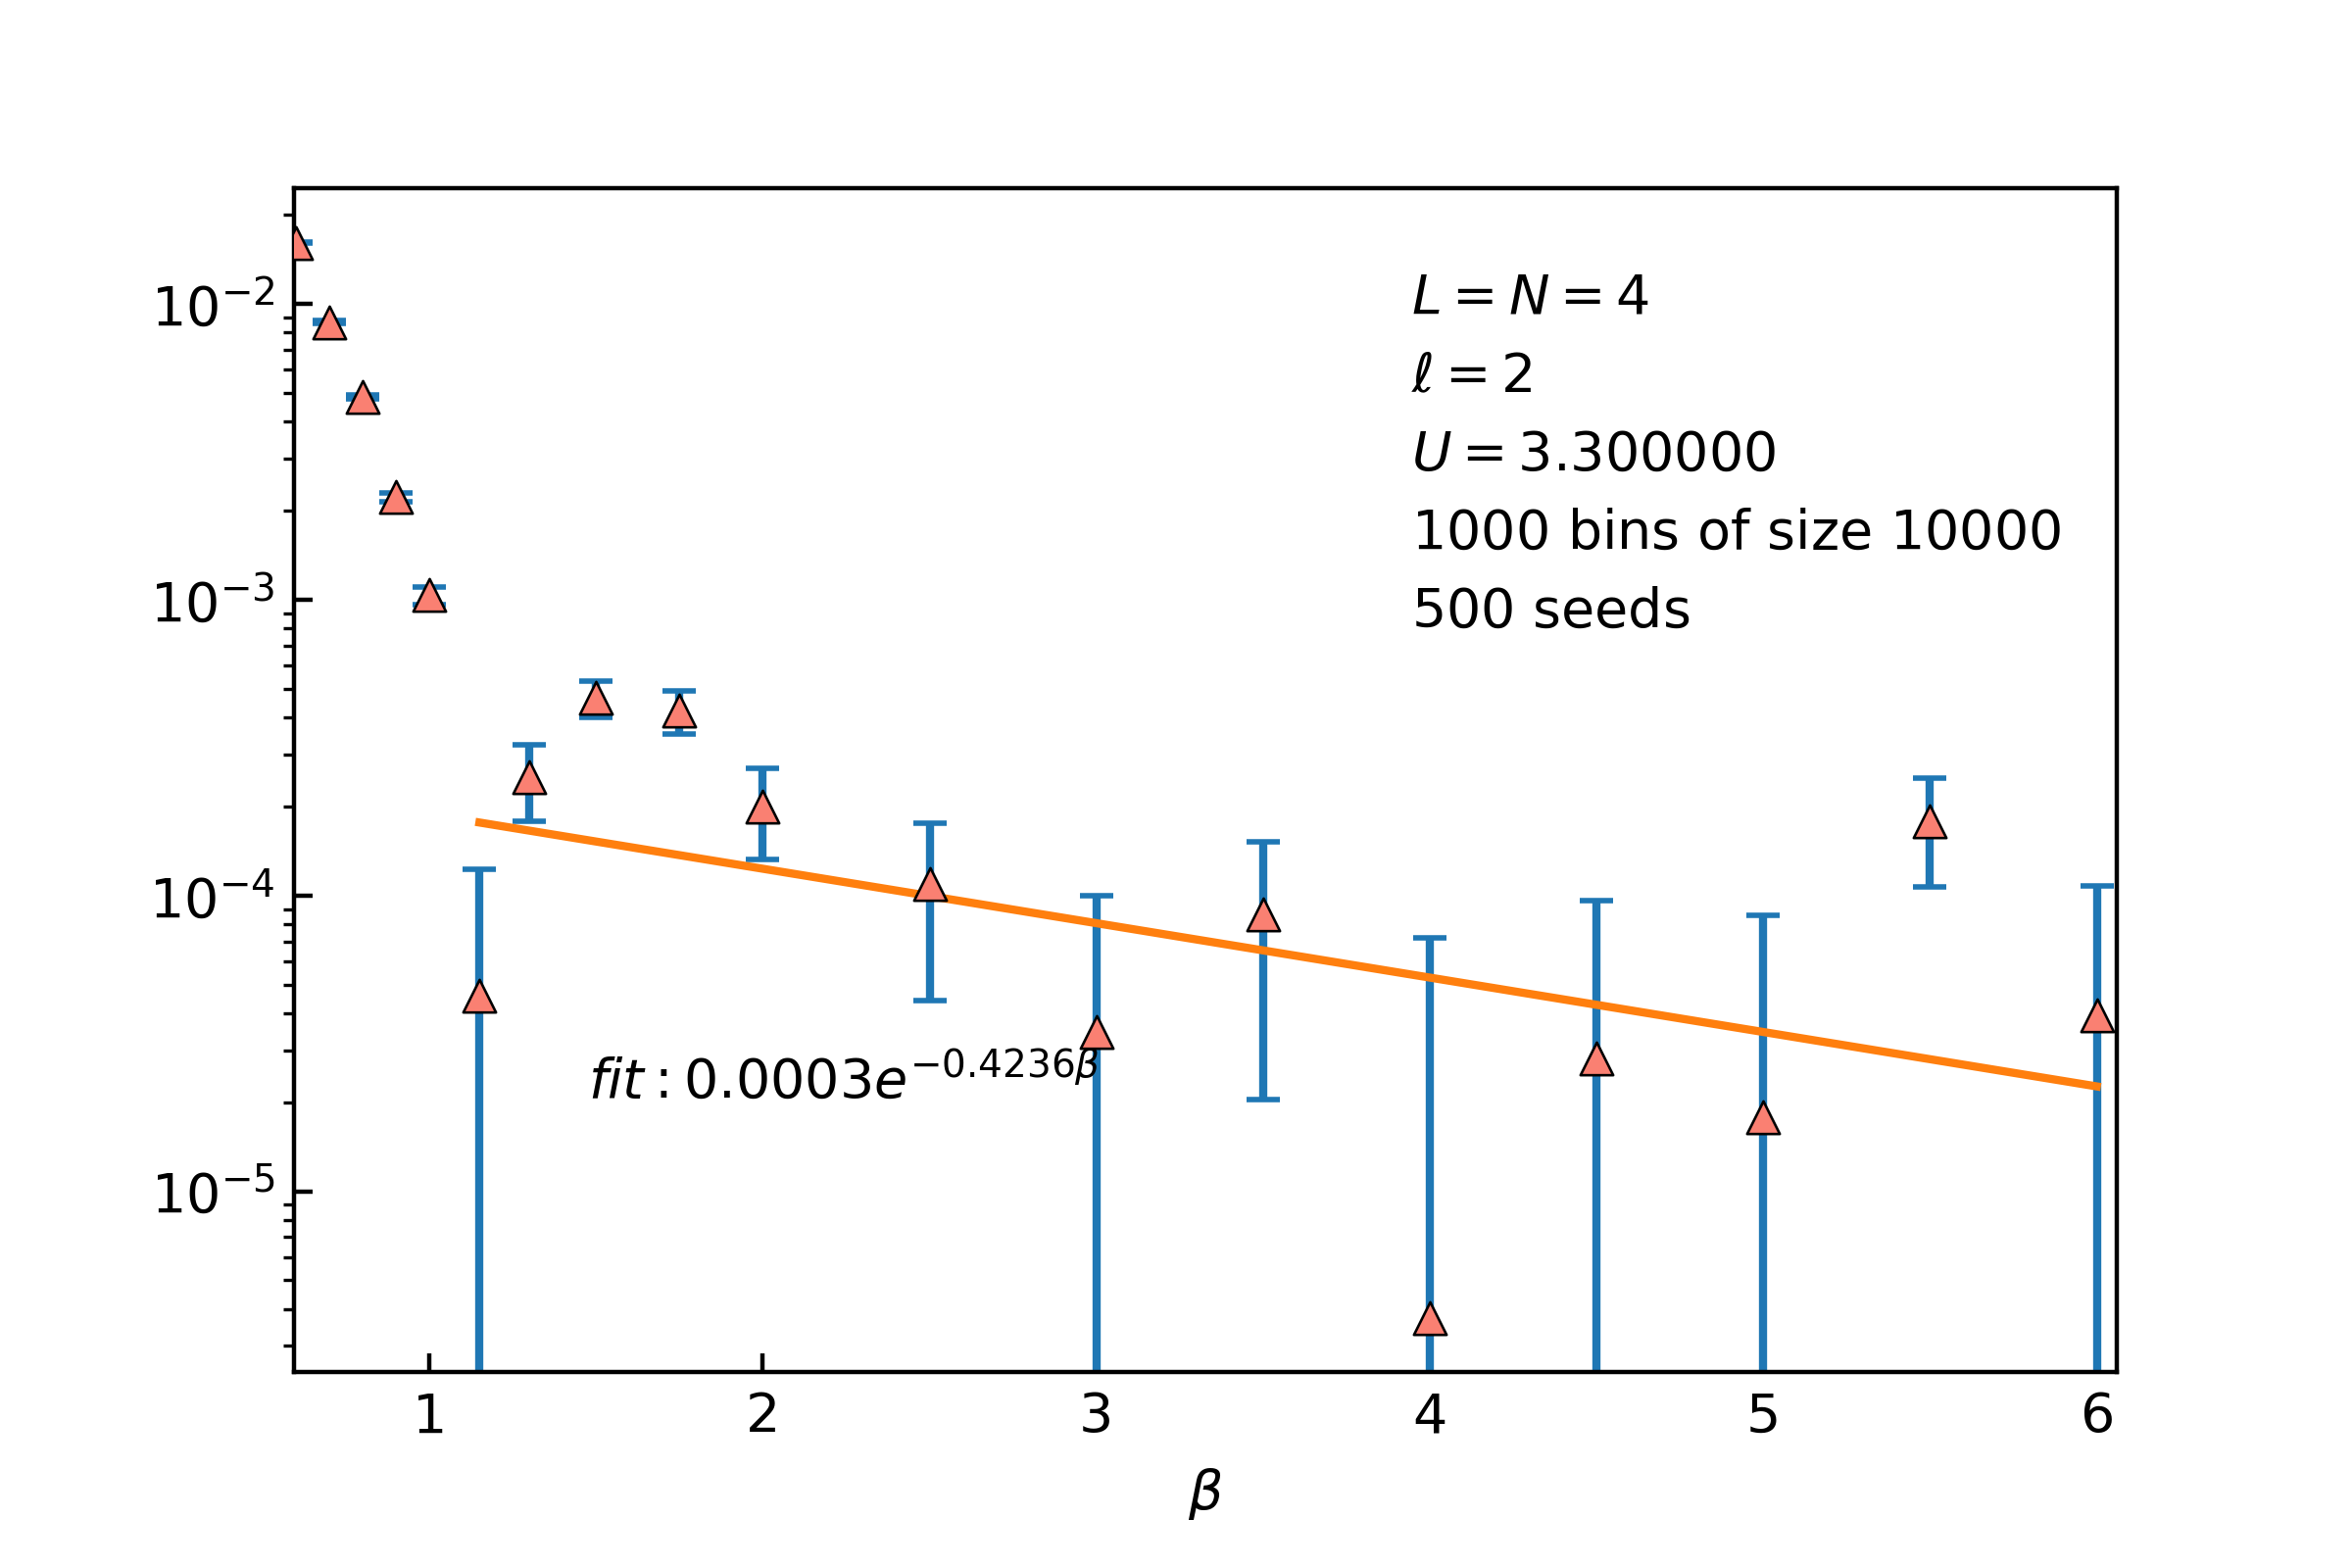 10⁻²
10⁻³
10⁻⁴
10⁻⁵
L = N = 4
ℓ = 2
U = 3.300000
1000 bins of size 10000
500 seeds
fit : 0.0003e^{−0.4236β}
1 2 3 4 5 6
β